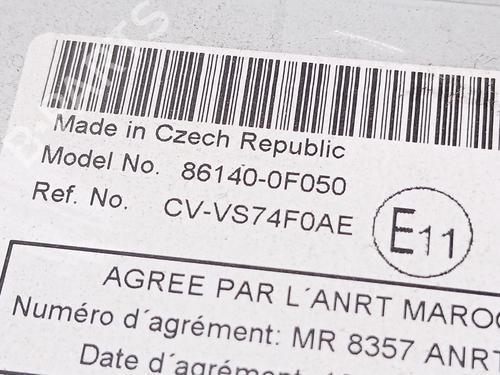 Made in Czech Republic
Model No. 86140-0F050
Ref. No. CV-VS74F0AE
E11
AGREE PAR L´ANRT MAROC
Numéro d´agrément: MR 8357 ANRT
Date d´agrément: